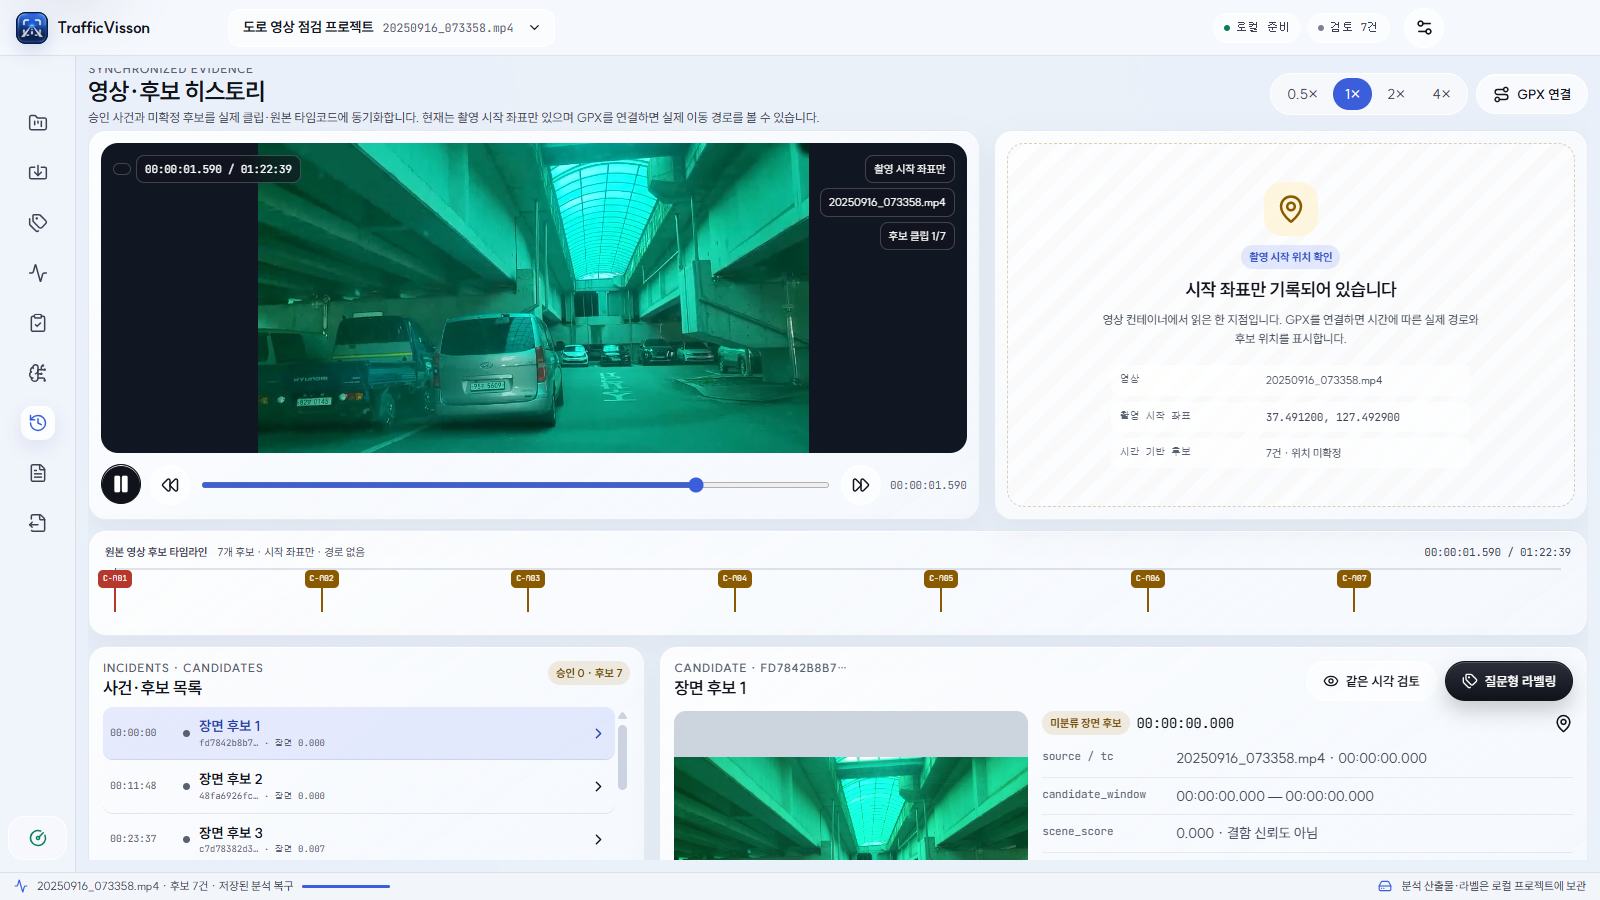 TrafficVisson
도로 영상 점검 프로젝트 20250916_073358.mp4
로컬 준비
검토 7건
SYNCHRONIZED EVIDENCE
영상·후보 히스토리
승인 사건과 미확정 후보를 실제 클립·원본 타임코드에 동기화합니다. 현재는 촬영 시작 좌표만 있으며 GPX를 연결하면 실제 이동 경로를 볼 수 있습니다.
0.5× 1× 2× 4×
GPX 연결
00:00:01.590 / 01:22:39
촬영 시작 좌표만
20250916_073358.mp4
후보 클립 1/7
HYUNDAI
00:00:01.590
촬영 시작 위치 확인
시작 좌표만 기록되어 있습니다
영상 컨테이너에서 읽은 한 지점입니다. GPX를 연결하면 시간에 따른 실제 경로와
후보 위치를 표시합니다.
영상 20250916_073358.mp4
촬영 시작 좌표 37.491200, 127.492900
시간 기반 후보 7건 · 위치 미확정
원본 영상 후보 타임라인 7개 후보 · 시작 좌표만 · 경로 없음
00:00:01.590 / 01:22:39
C-001 C-002 C-003 C-004 C-005 C-006 C-007
INCIDENTS · CANDIDATES
사건·후보 목록
승인 0 · 후보 7
00:00:00 장면 후보 1
fd7842b8b7… · 장면 0.000
00:11:48 장면 후보 2
48fa6926fc… · 장면 0.000
00:23:37 장면 후보 3
c7d78382d3… · 장면 0.007
CANDIDATE · FD7842B8B7…
장면 후보 1
같은 시각 검토
질문형 라벨링
미분류 장면 후보 00:00:00.000
source / tc 20250916_073358.mp4 · 00:00:00.000
candidate_window 00:00:00.000 — 00:00:00.000
scene_score 0.000 · 결함 신뢰도 아님
20250916_073358.mp4 · 후보 7건 · 저장된 분석 복구
분석 산출물·라벨은 로컬 프로젝트에 보관